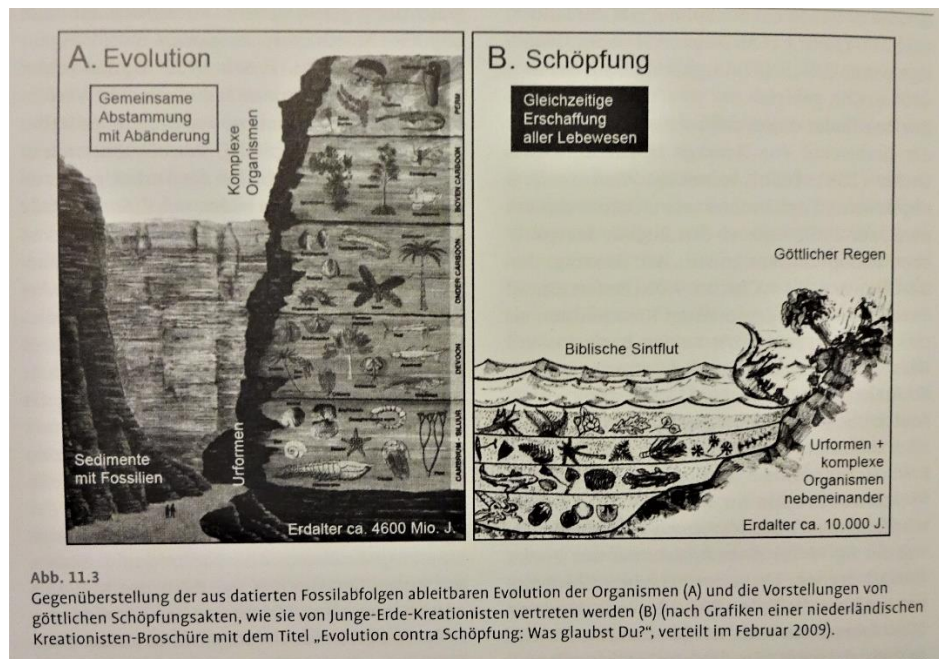 A. Evolution
Gemeinsame
Abstammung
mit Abänderung
Komplexe
Organismen
Urformen
Sedimente
mit Fossilien
Erdalter ca. 4600 Mio. J.
PERM
BOVEN CARBOON
ONDER CARBOON
DEVOON
CAMBRIUM - SILUUR
B. Schöpfung
Gleichzeitige
Erschaffung
aller Lebewesen
Göttlicher Regen
Biblische Sintflut
Urformen +
komplexe
Organismen
nebeneinander
Erdalter ca. 10.000 J.
Abb. 11.3
Gegenüberstellung der aus datierten Fossilabfolgen ableitbaren Evolution der Organismen (A) und die Vorstellungen von
göttlichen Schöpfungsakten, wie sie von Junge-Erde-Kreationisten vertreten werden (B) (nach Grafiken einer niederländischen
Kreationisten-Broschüre mit dem Titel „Evolution contra Schöpfung: Was glaubst Du?“, verteilt im Februar 2009).